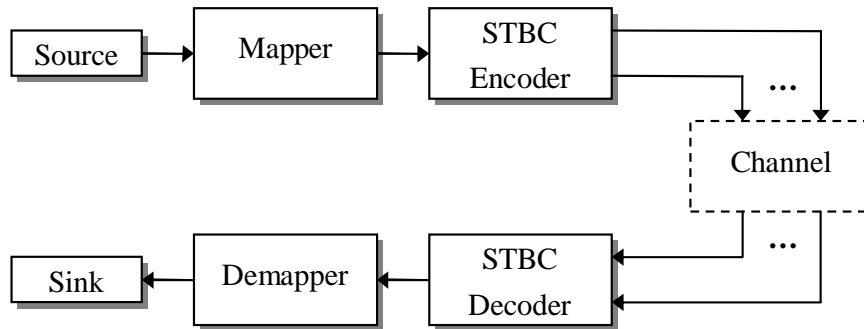 Source
Mapper
STBC
Encoder
...
Channel
...
Sink
Demapper
STBC
Decoder